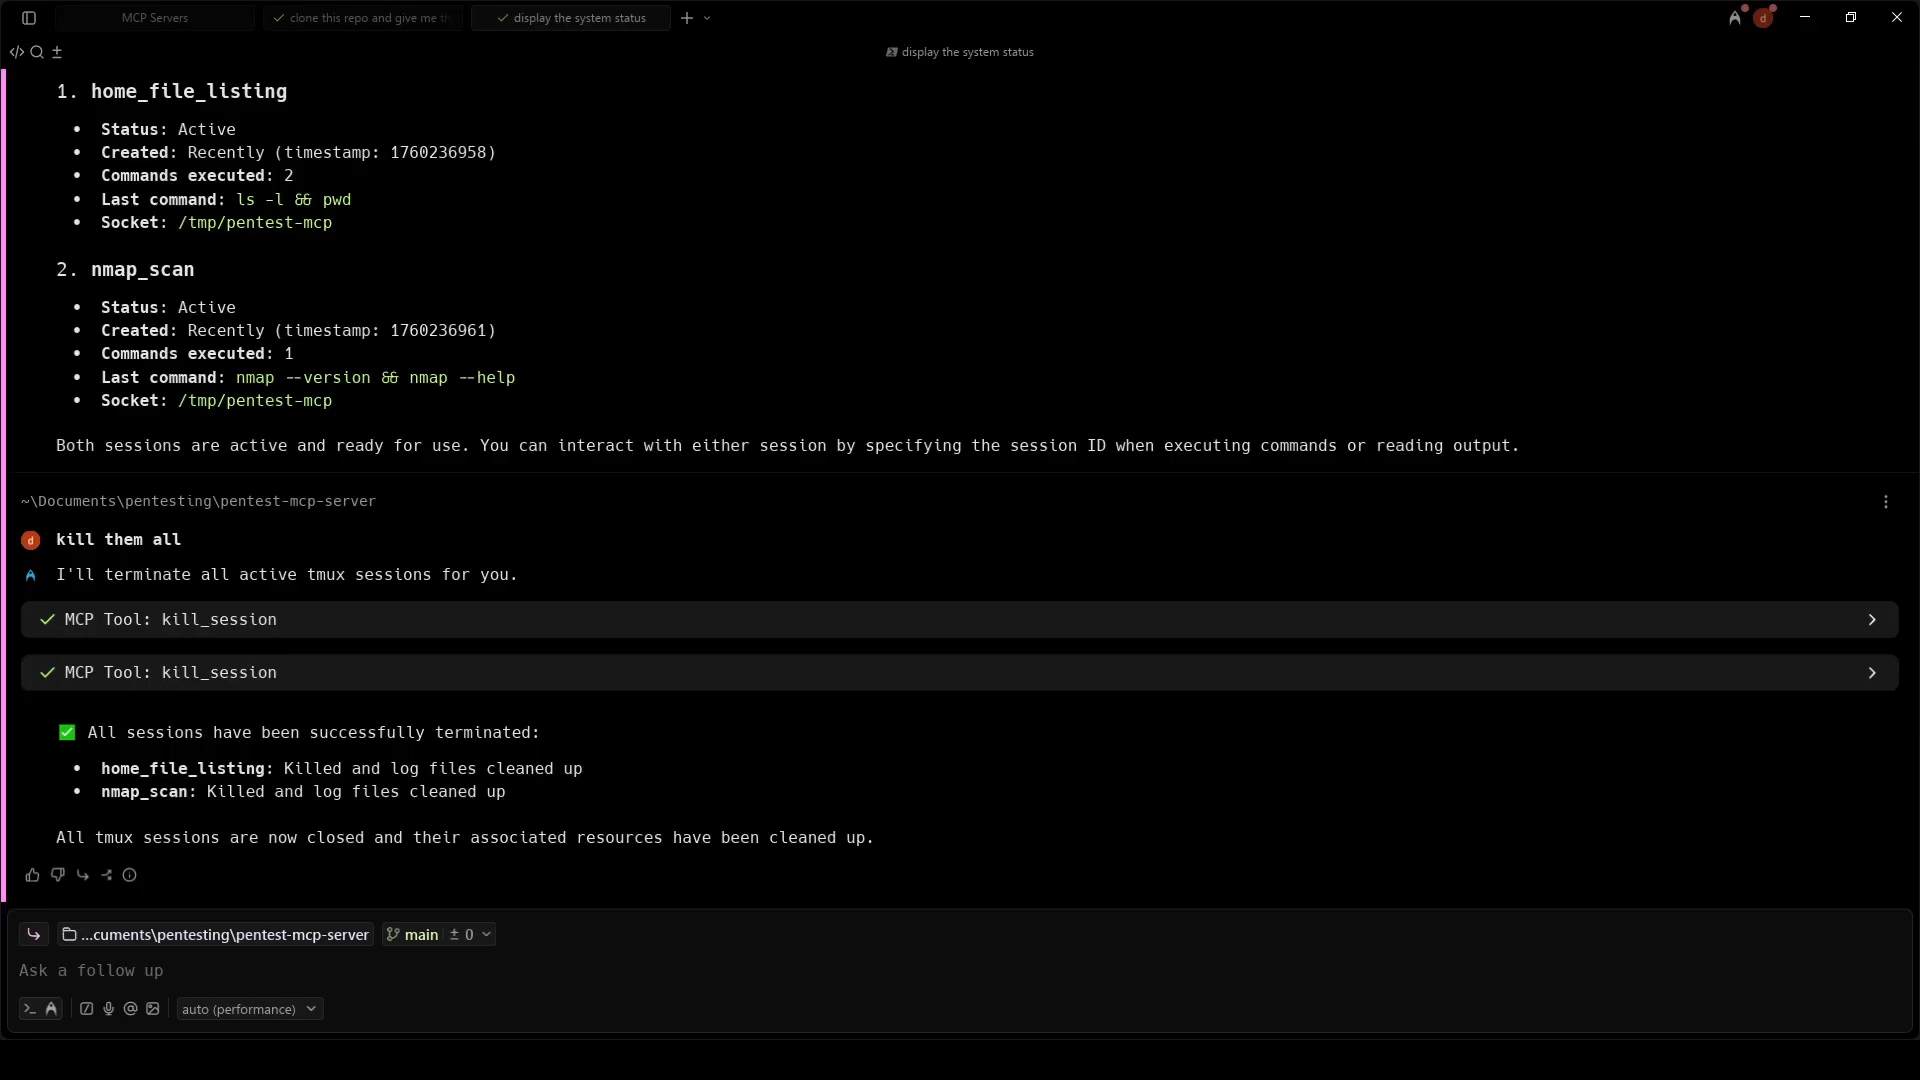 MCP Servers
clone this repo and give me th
display the system status
display the system status
1. home_file_listing
• Status: Active
• Created: Recently (timestamp: 1760236958)
• Commands executed: 2
• Last command: ls -l && pwd
• Socket: /tmp/pentest-mcp
2. nmap_scan
• Status: Active
• Created: Recently (timestamp: 1760236961)
• Commands executed: 1
• Last command: nmap --version && nmap --help
• Socket: /tmp/pentest-mcp
Both sessions are active and ready for use. You can interact with either session by specifying the session ID when executing commands or reading output.
~\Documents\pentesting\pentest-mcp-server
d kill them all
I'll terminate all active tmux sessions for you.
MCP Tool: kill_session
MCP Tool: kill_session
✅ All sessions have been successfully terminated:
• home_file_listing: Killed and log files cleaned up
• nmap_scan: Killed and log files cleaned up
All tmux sessions are now closed and their associated resources have been cleaned up.
...cuments\pentesting\pentest-mcp-server main ± 0
Ask a follow up
auto (performance)